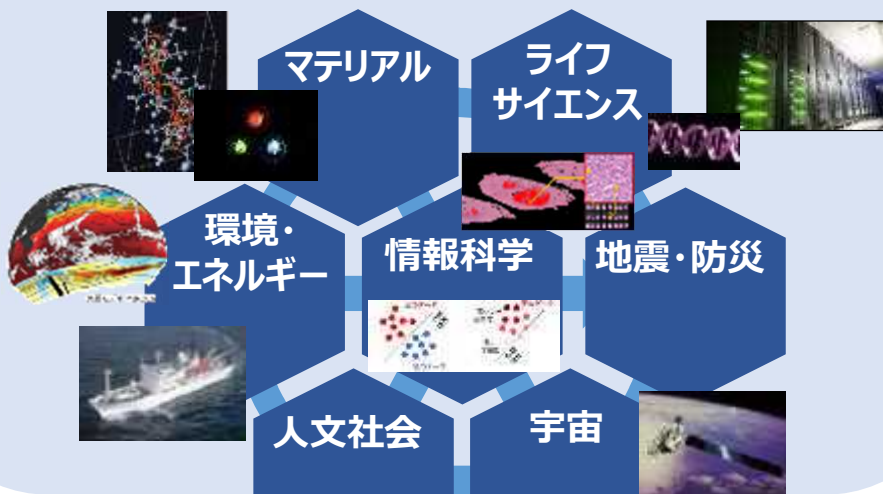 マテリアル
ライフ
サイエンス
環境・
エネルギー
情報科学
地震・防災
人文社会
宇宙